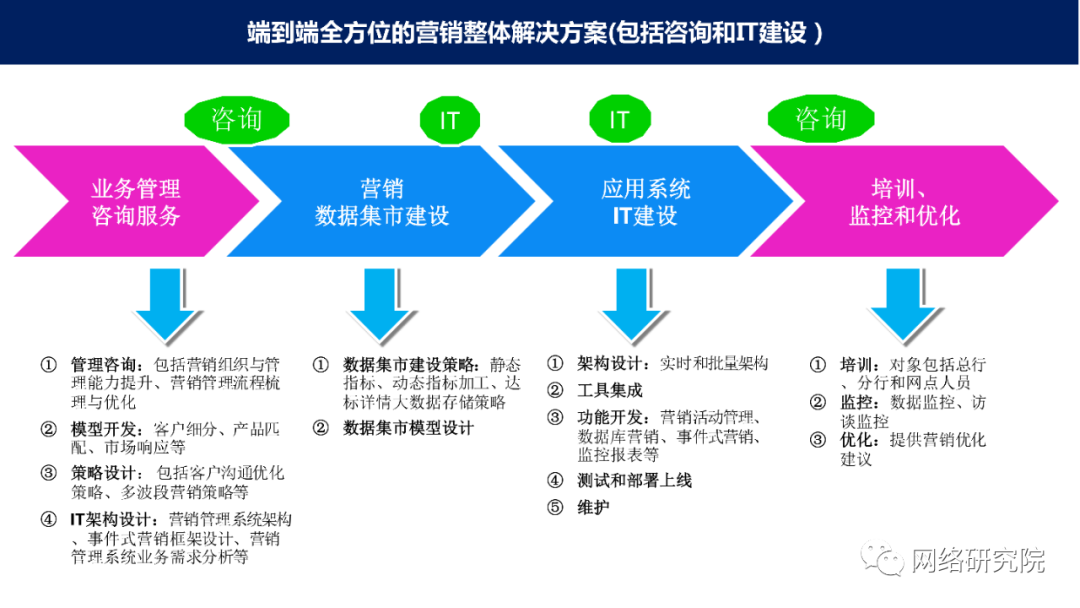 端到端全方位的营销整体解决方案(包括咨询和IT建设）
咨询
IT
IT
咨询
业务管理
咨询服务
营销
数据集市建设
应用系统
IT建设
培训、
监控和优化
① 管理咨询：包括营销组织与管
理能力提升、营销管理流程梳
理与优化
② 模型开发：客户细分、产品匹
配、市场响应等
③ 策略设计： 包括客户沟通优化
策略、多波段营销策略等
④ IT架构设计：营销管理系统架构
、事件式营销框架设计、营销
管理系统业务需求分析等
① 数据集市建设策略：静态
指标、动态指标加工、达
标详情大数据存储策略
② 数据集市模型设计
① 架构设计：实时和批量架构
② 工具集成
③ 功能开发：营销活动管理、
数据库营销、事件式营销、
监控报表等
④ 测试和部署上线
⑤ 维护
① 培训：对象包括总行
、分行和网点人员
② 监控：数据监控、访
谈监控
③ 优化：提供营销优化
建议
网络研究院